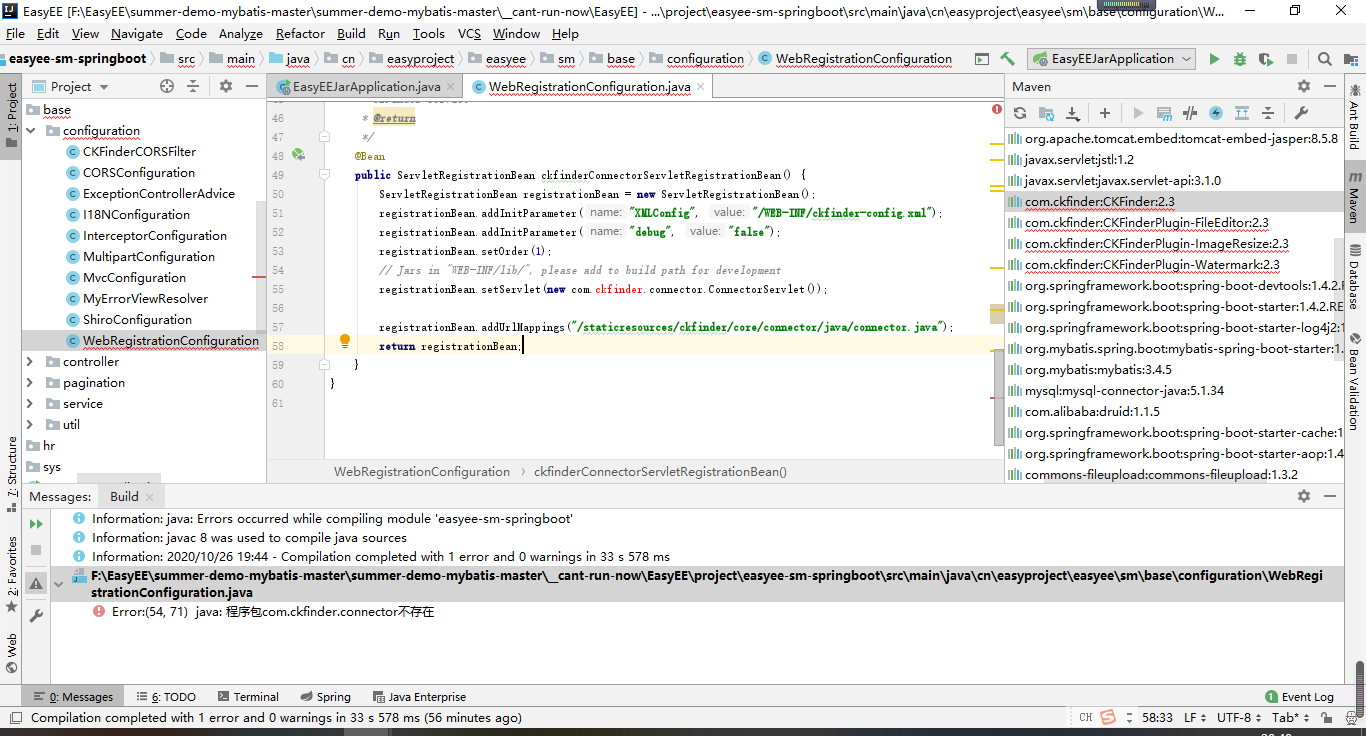 EasyEE [F:\EasyEE\summer-demo-mybatis-master\summer-demo-mybatis-master\__cant-run-now\EasyEE] - ...\project\easyee-sm-springboot\src\main\java\cn\easyproject\easyee\sm\base\configuration\W...
File Edit View Navigate Code Analyze Refactor Build Run Tools VCS Window Help
easyee-sm-springboot src main java cn easyproject easyee sm base configuration WebRegistrationConfiguration EasyEEJarApplication
1: Project
7: Structure
2: Favorites
Web
Project
base
configuration
CKFinderCORSFilter
CORSConfiguration
ExceptionControllerAdvice
I18NConfiguration
InterceptorConfiguration
MultipartConfiguration
MvcConfiguration
MyErrorViewResolver
ShiroConfiguration
WebRegistrationConfiguration
controller
pagination
service
util
hr
sys
EasyEEJarApplication.java WebRegistrationConfiguration.java
46 * @return
47 */
48 @Bean
49 public ServletRegistrationBean ckfinderConnectorServletRegistrationBean() {
50 ServletRegistrationBean registrationBean = new ServletRegistrationBean();
51 registrationBean.addInitParameter( name: "XMLConfig", value: "/WEB-INF/ckfinder-config.xml");
52 registrationBean.addInitParameter( name: "debug", value: "false");
53 registrationBean.setOrder(1);
54 // Jars in "WEB-INF/lib/", please add to build path for development
55 registrationBean.setServlet(new com.ckfinder.connector.ConnectorServlet());
56
57 registrationBean.addUrlMappings("/staticresources/ckfinder/core/connector/java/connector.java");
58 return registrationBean;
59 }
60 }
61
WebRegistrationConfiguration › ckfinderConnectorServletRegistrationBean()
Maven
org.apache.tomcat.embed:tomcat-embed-jasper:8.5.8
javax.servlet:jstl:1.2
javax.servlet:javax.servlet-api:3.1.0
com.ckfinder:CKFinder:2.3
com.ckfinder:CKFinderPlugin-FileEditor:2.3
com.ckfinder:CKFinderPlugin-ImageResize:2.3
com.ckfinder:CKFinderPlugin-Watermark:2.3
org.springframework.boot:spring-boot-devtools:1.4.2.R
org.springframework.boot:spring-boot-starter:1.4.2.RE
org.springframework.boot:spring-boot-starter-log4j2:1
org.mybatis.spring.boot:mybatis-spring-boot-starter:1.
org.mybatis:mybatis:3.4.5
mysql:mysql-connector-java:5.1.34
com.alibaba:druid:1.1.5
org.springframework.boot:spring-boot-starter-cache:1
org.springframework.boot:spring-boot-starter-aop:1.4
commons-fileupload:commons-fileupload:1.3.2
Ant Build
Maven
Database
Bean Validation
Messages: Build
Information: java: Errors occurred while compiling module 'easyee-sm-springboot'
Information: javac 8 was used to compile java sources
Information: 2020/10/26 19:44 - Compilation completed with 1 error and 0 warnings in 33 s 578 ms
F:\EasyEE\summer-demo-mybatis-master\summer-demo-mybatis-master\__cant-run-now\EasyEE\project\easyee-sm-springboot\src\main\java\cn\easyproject\easyee\sm\base\configuration\WebRegi
strationConfiguration.java
Error:(54, 71) java: 程序包com.ckfinder.connector不存在
0: Messages 6: TODO Terminal Spring Java Enterprise 1 Event Log
Compilation completed with 1 error and 0 warnings in 33 s 578 ms (56 minutes ago) CH 58:33 LF UTF-8 Tab*